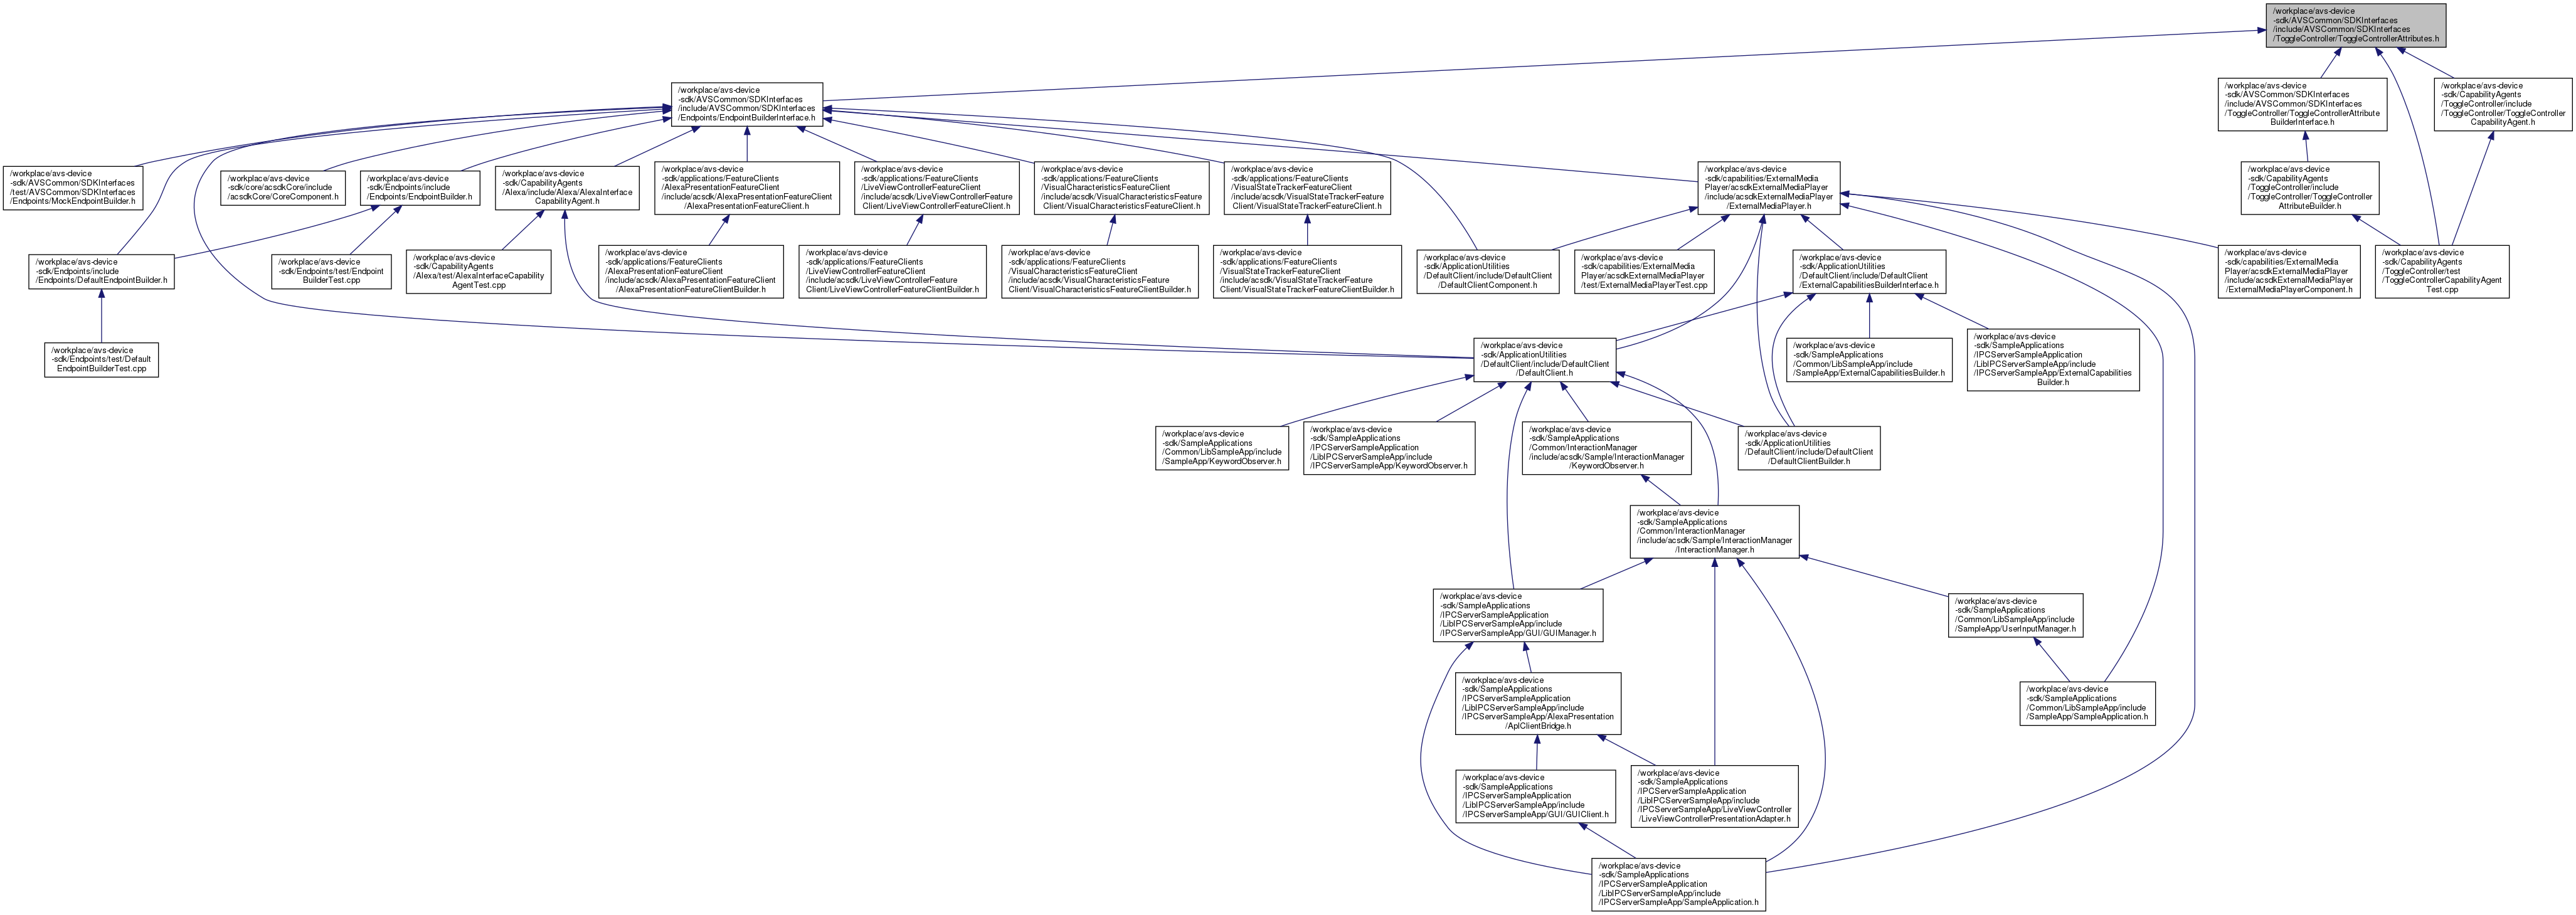 /workplace/avs-device
-sdk/AVSCommon/SDKInterfaces
/include/AVSCommon/SDKInterfaces
/ToggleController/ToggleControllerAttributes.h
/workplace/avs-device
-sdk/AVSCommon/SDKInterfaces
/include/AVSCommon/SDKInterfaces
/Endpoints/EndpointBuilderInterface.h
/workplace/avs-device
-sdk/AVSCommon/SDKInterfaces
/include/AVSCommon/SDKInterfaces
/ToggleController/ToggleControllerAttribute
BuilderInterface.h
/workplace/avs-device
-sdk/CapabilityAgents
/ToggleController/include
/ToggleController/ToggleController
CapabilityAgent.h
/workplace/avs-device
-sdk/AVSCommon/SDKInterfaces
/test/AVSCommon/SDKInterfaces
/Endpoints/MockEndpointBuilder.h
/workplace/avs-device
-sdk/core/acsdkCore/include
/acsdkCore/CoreComponent.h
/workplace/avs-device
-sdk/Endpoints/include
/Endpoints/EndpointBuilder.h
/workplace/avs-device
-sdk/CapabilityAgents
/Alexa/include/Alexa/AlexaInterface
CapabilityAgent.h
/workplace/avs-device
-sdk/applications/FeatureClients
/AlexaPresentationFeatureClient
/include/acsdk/AlexaPresentationFeatureClient
/AlexaPresentationFeatureClient.h
/workplace/avs-device
-sdk/applications/FeatureClients
/LiveViewControllerFeatureClient
/include/acsdk/LiveViewControllerFeature
Client/LiveViewControllerFeatureClient.h
/workplace/avs-device
-sdk/applications/FeatureClients
/VisualCharacteristicsFeatureClient
/include/acsdk/VisualCharacteristicsFeature
Client/VisualCharacteristicsFeatureClient.h
/workplace/avs-device
-sdk/applications/FeatureClients
/VisualStateTrackerFeatureClient
/include/acsdk/VisualStateTrackerFeature
Client/VisualStateTrackerFeatureClient.h
/workplace/avs-device
-sdk/capabilities/ExternalMedia
Player/acsdkExternalMediaPlayer
/include/acsdkExternalMediaPlayer
/ExternalMediaPlayer.h
/workplace/avs-device
-sdk/CapabilityAgents
/ToggleController/include
/ToggleController/ToggleController
AttributeBuilder.h
/workplace/avs-device
-sdk/Endpoints/include
/Endpoints/DefaultEndpointBuilder.h
/workplace/avs-device
-sdk/Endpoints/test/Endpoint
BuilderTest.cpp
/workplace/avs-device
-sdk/CapabilityAgents
/Alexa/test/AlexaInterfaceCapability
AgentTest.cpp
/workplace/avs-device
-sdk/applications/FeatureClients
/AlexaPresentationFeatureClient
/include/acsdk/AlexaPresentationFeatureClient
/AlexaPresentationFeatureClientBuilder.h
/workplace/avs-device
-sdk/applications/FeatureClients
/LiveViewControllerFeatureClient
/include/acsdk/LiveViewControllerFeature
Client/LiveViewControllerFeatureClientBuilder.h
/workplace/avs-device
-sdk/applications/FeatureClients
/VisualCharacteristicsFeatureClient
/include/acsdk/VisualCharacteristicsFeature
Client/VisualCharacteristicsFeatureClientBuilder.h
/workplace/avs-device
-sdk/applications/FeatureClients
/VisualStateTrackerFeatureClient
/include/acsdk/VisualStateTrackerFeature
Client/VisualStateTrackerFeatureClientBuilder.h
/workplace/avs-device
-sdk/ApplicationUtilities
/DefaultClient/include/DefaultClient
/DefaultClientComponent.h
/workplace/avs-device
-sdk/capabilities/ExternalMedia
Player/acsdkExternalMediaPlayer
/test/ExternalMediaPlayerTest.cpp
/workplace/avs-device
-sdk/ApplicationUtilities
/DefaultClient/include/DefaultClient
/ExternalCapabilitiesBuilderInterface.h
/workplace/avs-device
-sdk/capabilities/ExternalMedia
Player/acsdkExternalMediaPlayer
/include/acsdkExternalMediaPlayer
/ExternalMediaPlayerComponent.h
/workplace/avs-device
-sdk/CapabilityAgents
/ToggleController/test
/ToggleControllerCapabilityAgent
Test.cpp
/workplace/avs-device
-sdk/Endpoints/test/Default
EndpointBuilderTest.cpp
/workplace/avs-device
-sdk/ApplicationUtilities
/DefaultClient/include/DefaultClient
/DefaultClient.h
/workplace/avs-device
-sdk/SampleApplications
/Common/LibSampleApp/include
/SampleApp/ExternalCapabilitiesBuilder.h
/workplace/avs-device
-sdk/SampleApplications
/IPCServerSampleApplication
/LibIPCServerSampleApp/include
/IPCServerSampleApp/ExternalCapabilities
Builder.h
/workplace/avs-device
-sdk/SampleApplications
/Common/LibSampleApp/include
/SampleApp/KeywordObserver.h
/workplace/avs-device
-sdk/SampleApplications
/IPCServerSampleApplication
/LibIPCServerSampleApp/include
/IPCServerSampleApp/KeywordObserver.h
/workplace/avs-device
-sdk/SampleApplications
/Common/InteractionManager
/include/acsdk/Sample/InteractionManager
/KeywordObserver.h
/workplace/avs-device
-sdk/ApplicationUtilities
/DefaultClient/include/DefaultClient
/DefaultClientBuilder.h
/workplace/avs-device
-sdk/SampleApplications
/Common/InteractionManager
/include/acsdk/Sample/InteractionManager
/InteractionManager.h
/workplace/avs-device
-sdk/SampleApplications
/IPCServerSampleApplication
/LibIPCServerSampleApp/include
/IPCServerSampleApp/GUI/GUIManager.h
/workplace/avs-device
-sdk/SampleApplications
/Common/LibSampleApp/include
/SampleApp/UserInputManager.h
/workplace/avs-device
-sdk/SampleApplications
/IPCServerSampleApplication
/LibIPCServerSampleApp/include
/IPCServerSampleApp/AlexaPresentation
/AplClientBridge.h
/workplace/avs-device
-sdk/SampleApplications
/Common/LibSampleApp/include
/SampleApp/SampleApplication.h
/workplace/avs-device
-sdk/SampleApplications
/IPCServerSampleApplication
/LibIPCServerSampleApp/include
/IPCServerSampleApp/GUI/GUIClient.h
/workplace/avs-device
-sdk/SampleApplications
/IPCServerSampleApplication
/LibIPCServerSampleApp/include
/IPCServerSampleApp/LiveViewController
/LiveViewControllerPresentationAdapter.h
/workplace/avs-device
-sdk/SampleApplications
/IPCServerSampleApplication
/LibIPCServerSampleApp/include
/IPCServerSampleApp/SampleApplication.h